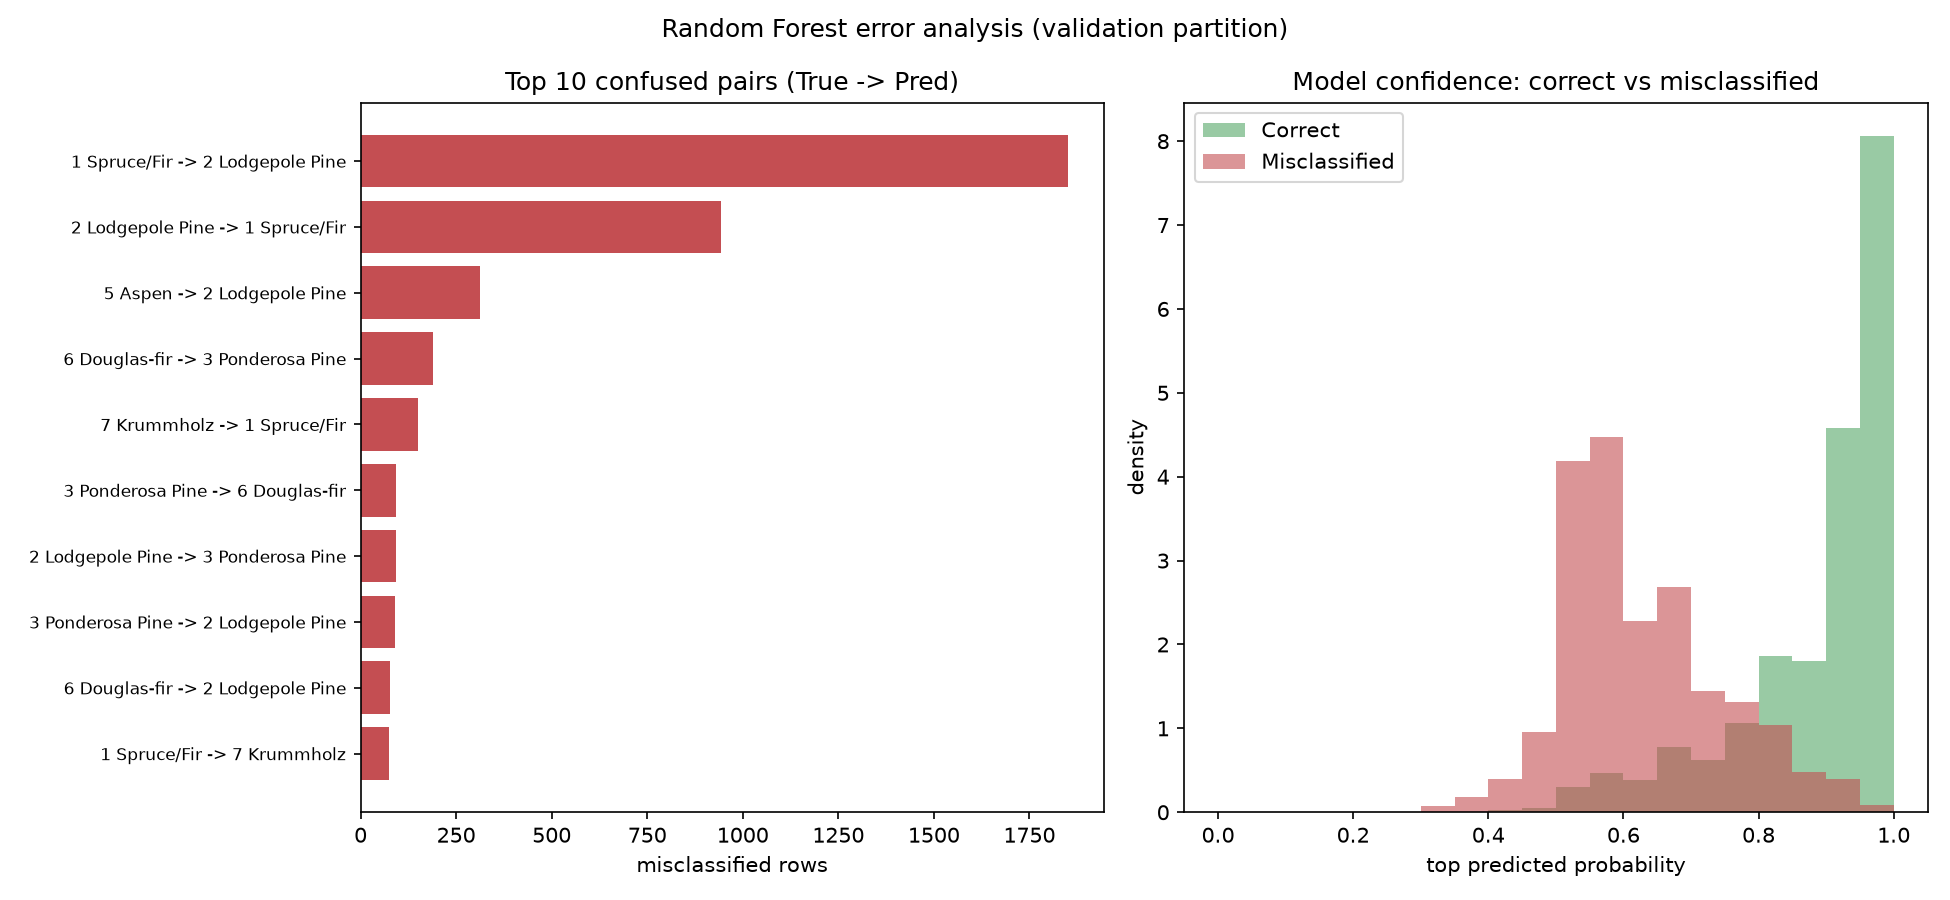 Random Forest error analysis (validation partition)
Top 10 confused pairs (True -> Pred)
1 Spruce/Fir -> 2 Lodgepole Pine
2 Lodgepole Pine -> 1 Spruce/Fir
5 Aspen -> 2 Lodgepole Pine
6 Douglas-fir -> 3 Ponderosa Pine
7 Krummholz -> 1 Spruce/Fir
3 Ponderosa Pine -> 6 Douglas-fir
2 Lodgepole Pine -> 3 Ponderosa Pine
3 Ponderosa Pine -> 2 Lodgepole Pine
6 Douglas-fir -> 2 Lodgepole Pine
1 Spruce/Fir -> 7 Krummholz
0 250 500 750 1000 1250 1500 1750
misclassified rows
Model confidence: correct vs misclassified
Correct
Misclassified
8
7
6
5
4
3
2
1
0
density
0.0 0.2 0.4 0.6 0.8 1.0
top predicted probability